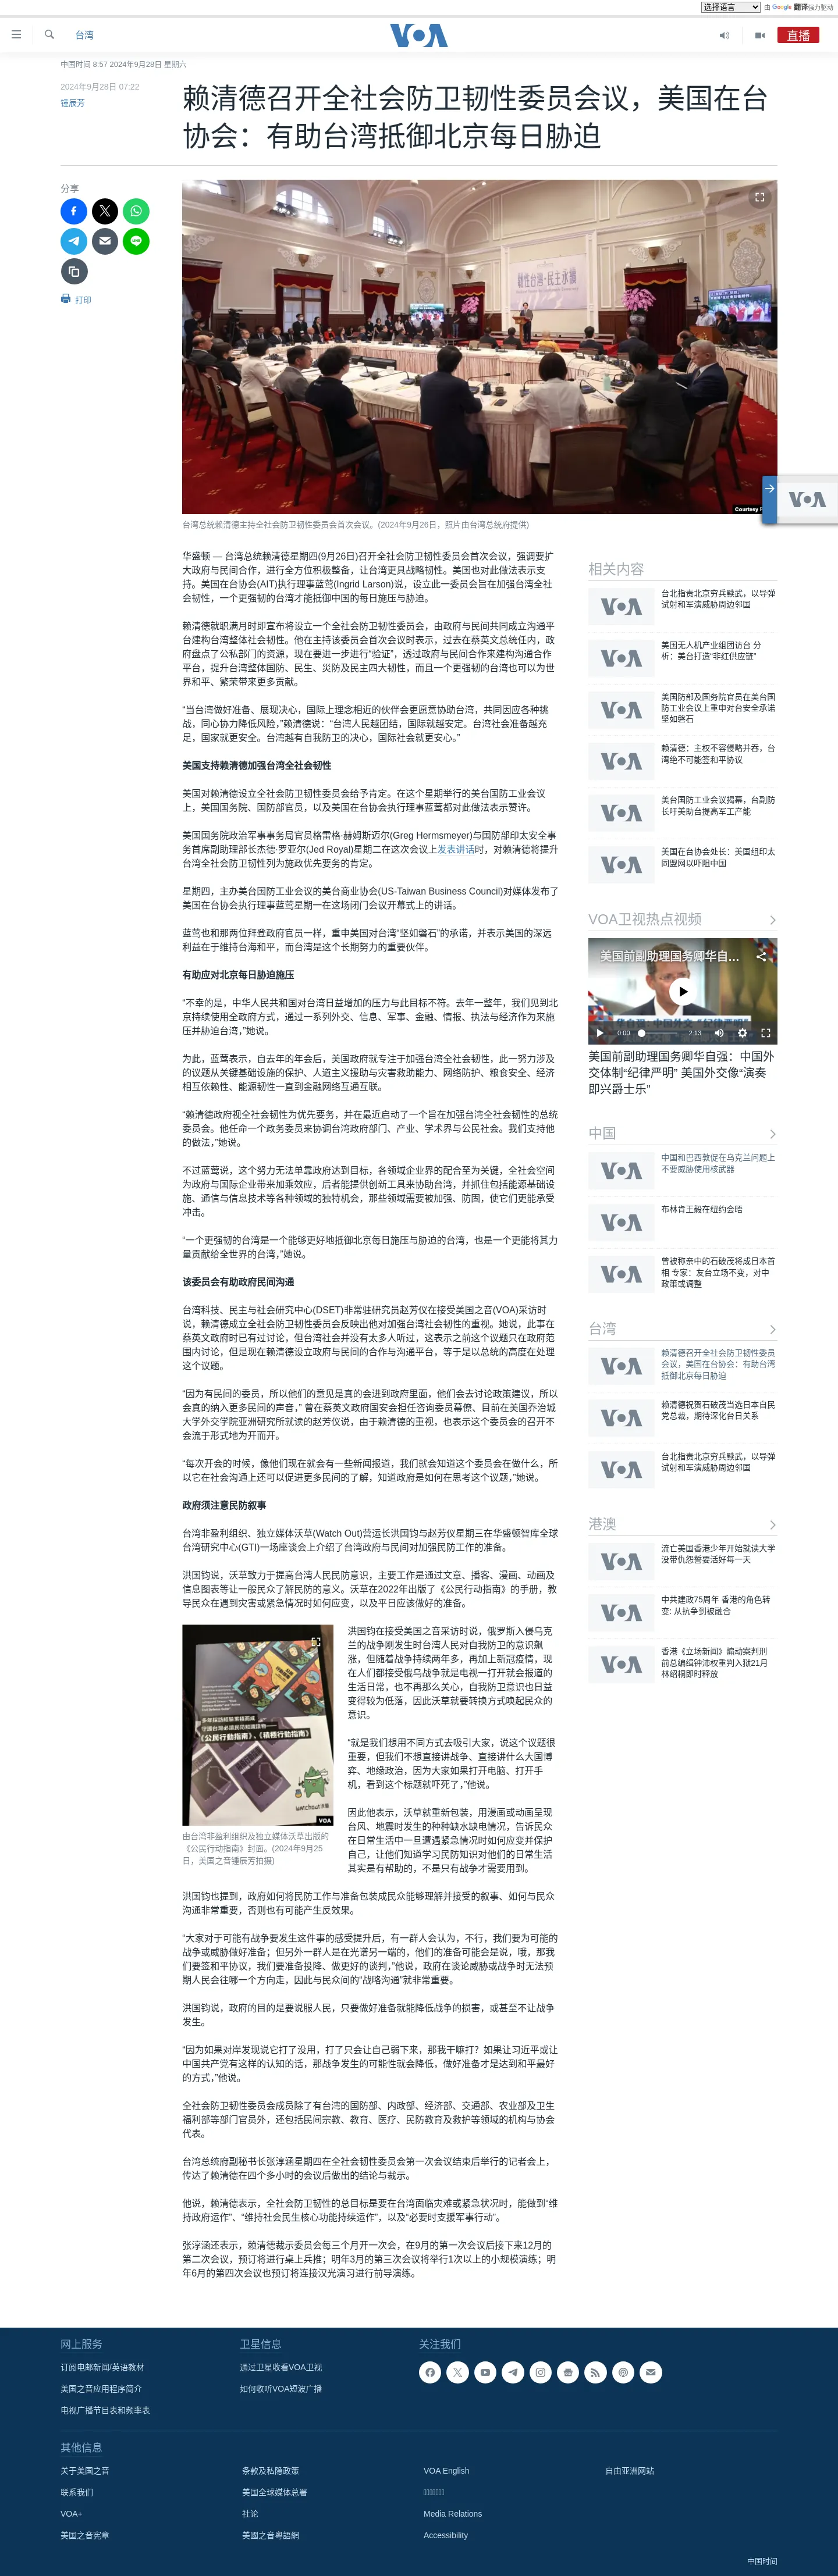 选择语言 由 Google 翻译强力驱动
台湾
VOA
直播
中国时间 8:57 2024年9月28日 星期六
2024年9月28日 07:22
锺辰芳
赖清德召开全社会防卫韧性委员会议，美国在台
协会：有助台湾抵御北京每日胁迫
分享
打印
台湾总统赖清德主持全社会防卫韧性委员会首次会议。(2024年9月26日，照片由台湾总统府提供)
华盛顿 — 台湾总统赖清德星期四(9月26日)召开全社会防卫韧性委员会首次会议，强调要扩
大政府与民间合作，进行全方位积极整备，让台湾更具战略韧性。美国也对此做法表示支
持。美国在台协会(AIT)执行理事蓝莺(Ingrid Larson)说，设立此一委员会旨在加强台湾全社
会韧性，一个更强韧的台湾才能抵御中国的每日施压与胁迫。
赖清德就职满月时即宣布将设立一个全社会防卫韧性委员会，由政府与民间共同成立沟通平
台建构台湾整体社会韧性。他在主持该委员会首次会议时表示，过去在蔡英文总统任内，政
府盘点了公私部门的资源，现在要进一步进行“验证”，透过政府与民间合作来建构沟通合作
平台，提升台湾整体国防、民生、災防及民主四大韧性，而且一个更强韧的台湾也可以为世
界和平、繁荣带来更多贡献。
“当台湾做好准备、展现决心，国际上理念相近的伙伴会更愿意协助台湾，共同因应各种挑
战，同心协力降低风险，”赖清德说：“台湾人民越团结，国际就越安定。台湾社会准备越充
足，国家就更安全。台湾越有自我防卫的决心，国际社会就更安心。”
美国支持赖清德加强台湾全社会韧性
美国对赖清德设立全社会防卫韧性委员会给予肯定。在这个星期举行的美台国防工业会议
上，美国国务院、国防部官员，以及美国在台协会执行理事蓝莺都对此做法表示赞许。
美国国务院政治军事事务局官员格雷格·赫姆斯迈尔(Greg Hermsmeyer)与国防部印太安全事
务首席副助理部长杰德·罗亚尔(Jed Royal)星期二在这次会议上发表讲话时，对赖清德将提升
台湾全社会防卫韧性列为施政优先要务的肯定。
星期四，主办美台国防工业会议的美台商业协会(US-Taiwan Business Council)对媒体发布了
美国在台协会执行理事蓝莺星期一在这场闭门会议开幕式上的讲话。
蓝莺也和那两位拜登政府官员一样，重申美国对台湾“坚如磐石”的承诺，并表示美国的深远
利益在于维持台海和平，而台湾是这个长期努力的重要伙伴。
有助应对北京每日胁迫施压
“不幸的是，中华人民共和国对台湾日益增加的压力与此目标不符。去年一整年，我们见到北
京持续使用全政府方式，通过一系列外交、信息、军事、金融、情报、执法与经济作为来施
压并胁迫台湾，”她说。
为此，蓝莺表示，自去年的年会后，美国政府就专注于加强台湾全社会韧性，此一努力涉及
的议题从关键基础设施的保护、人道主义援助与灾害救助能力、网络防护、粮食安全、经济
相互依赖性、能源韧性一直到金融网络互通互联。
“赖清德政府视全社会韧性为优先要务，并在最近启动了一个旨在加强台湾全社会韧性的总统
委员会。他任命一个政务委员来协调台湾政府部门、产业、学术界与公民社会。我们支持他
的做法，”她说。
不过蓝莺说，这个努力无法单靠政府达到目标，各领域企业界的配合至为关键，全社会空间
为政府与国际企业带来加乘效应，后者能提供创新工具来协助台湾，并抓住包括能源基础设
施、通信与信息技术等各种领域的独特机会，那些领域需要被加强、防固，使它们更能承受
冲击。
“一个更强韧的台湾是一个能够更好地抵御北京每日施压与胁迫的台湾，也是一个更能将其力
量贡献给全世界的台湾，”她说。
该委员会有助政府民间沟通
台湾科技、民主与社会研究中心(DSET)非常驻研究员赵芳仪在接受美国之音(VOA)采访时
说，赖清德成立全社会防卫韧性委员会反映出他对加强台湾社会韧性的重视。她说，此事在
蔡英文政府时已有过讨论，但台湾社会并没有太多人听过，这表示之前这个议题只在政府范
围内讨论，但是现在赖清德设立政府与民间的合作与沟通平台，等于是以总统的高度在处理
这个议题。
“因为有民间的委员，所以他们的意见是真的会进到政府里面，他们会去讨论政策建议，所以
会真的纳入更多民间的声音，” 曾在蔡英文政府国安会担任咨询委员幕僚、目前在美国乔治城
大学外交学院亚洲研究所就读的赵芳仪说，由于赖清德的重视，也表示这个委员会的召开不
会流于形式地为开而开。
“每次开会的时候，像他们现在就会有一些新闻报道，我们就会知道这个委员会在做什么，所
以它在社会沟通上还可以促进更多民间的了解，知道政府是如何在思考这个议题，”她说。
政府须注意民防叙事
台湾非盈利组织、独立媒体沃草(Watch Out)营运长洪国钧与赵芳仪星期三在华盛顿智库全球
台湾研究中心(GTI)一场座谈会上介绍了台湾政府与民间对加强民防工作的准备。
洪国钧说，沃草致力于提高台湾人民民防意识，主要工作是通过文章、播客、漫画、动画及
信息图表等让一般民众了解民防的意义。沃草在2022年出版了《公民行动指南》的手册，教
导民众在遇到灾害或紧急情况时如何应变，以及平日应该做好的准备。
《公民行动指南》、《积极行动指南》
watchout沃草
VOA
由台湾非盈利组织及独立媒体沃草出版的
《公民行动指南》封面。(2024年9月25
日，美国之音锺辰芳拍摄)
洪国钧在接受美国之音采访时说，俄罗斯入侵乌克
兰的战争刚发生时台湾人民对自我防卫的意识飙
涨，但随着战争持续两年多，再加上新冠疫情，现
在人们都接受俄乌战争就是电视一打开就会报道的
生活日常，也不再那么关心，自我防卫意识也日益
变得较为低落，因此沃草就要转换方式唤起民众的
意识。
“就是我们想用不同方式去吸引大家，说这个议题很
重要，但我们不想直接讲战争、直接讲什么大国博
弈、地缘政治，因为大家如果打开电脑、打开手
机，看到这个标题就吓死了，”他说。
因此他表示，沃草就重新包装，用漫画或动画呈现
台风、地震时发生的种种缺水缺电情况，告诉民众
在日常生活中一旦遭遇紧急情况时如何应变并保护
自己，让他们知道学习民防知识对他们的日常生活
其实是有帮助的，不是只有战争才需要用到。
洪国钧也提到，政府如何将民防工作与准备包装成民众能够理解并接受的叙事、如何与民众
沟通非常重要，否则也有可能产生反效果。
“大家对于可能有战争要发生这件事的感受提升后，有一群人会认为，不行，我们要为可能的
战争或威胁做好准备；但另外一群人是在光谱另一端的，他们的准备可能会是说，哦，那我
们要签和平协议，我们要准备投降、做更好的谈判，”他说，政府在谈论威胁或战争时无法预
期人民会往哪一个方向走，因此与民众间的“战略沟通”就非常重要。
洪国钧说，政府的目的是要说服人民，只要做好准备就能降低战争的损害，或甚至不让战争
发生。
“因为如果对岸发现说它打了没用，打了只会让自己弱下来，那我干嘛打？如果让习近平或让
中国共产党有这样的认知的话，那战争发生的可能性就会降低，做好准备才是达到和平最好
的方式，”他说。
全社会防卫韧性委员会成员除了有台湾的国防部、内政部、经济部、交通部、农业部及卫生
福利部等部门官员外，还包括民间宗教、教育、医疗、民防教育及救护等领域的机构与协会
代表。
台湾总统府副秘书长张淳涵星期四在全社会韧性委员会第一次会议结束后举行的记者会上，
传达了赖清德在四个多小时的会议后做出的结论与裁示。
他说，赖清德表示，全社会防卫韧性的总目标是要在台湾面临灾难或紧急状况时，能做到“维
持政府运作”、“维持社会民生核心功能持续运作”，以及“必要时支援军事行动”。
张淳涵还表示，赖清德裁示委员会每三个月开一次会，在9月的第一次会议后接下来12月的
第二次会议，预订将进行桌上兵推；明年3月的第三次会议将举行1次以上的小规模演练；明
年6月的第四次会议也预订将连接汉光演习进行前导演练。
相关内容
台北指责北京穷兵黩武，以导弹
试射和军演威胁周边邻国
美国无人机产业组团访台 分
析：美台打造“非红供应链”
美国防部及国务院官员在美台国
防工业会议上重申对台安全承诺
坚如磐石
赖清德：主权不容侵略并吞，台
湾绝不可能签和平协议
美台国防工业会议揭幕，台副防
长吁美助台提高军工产能
美国在台协会处长：美国组印太
同盟网以吓阻中国
VOA卫视热点视频
美国前副助理国务卿华自...
0:00 2:13
美国前副助理国务卿华自强：中国外
交体制“纪律严明” 美国外交像“演奏
即兴爵士乐”
中国
中国和巴西敦促在乌克兰问题上
不要威胁使用核武器
布林肯王毅在纽约会晤
曾被称亲中的石破茂将成日本首
相 专家：友台立场不变，对中
政策或调整
台湾
赖清德召开全社会防卫韧性委员
会议，美国在台协会：有助台湾
抵御北京每日胁迫
赖清德祝贺石破茂当选日本自民
党总裁，期待深化台日关系
台北指责北京穷兵黩武，以导弹
试射和军演威胁周边邻国
港澳
流亡美国香港少年开始就读大学
没带仇怨誓要活好每一天
中共建政75周年 香港的角色转
变: 从抗争到被融合
香港《立场新闻》煽动案判刑
前总编缉钟沛权重判入狱21月
林绍桐即时释放
网上服务
订阅电邮新闻/英语教材
美国之音应用程序简介
电视广播节目表和频率表
卫星信息
通过卫星收看VOA卫视
如何收听VOA短波广播
关注我们
其他信息
关于美国之音
联系我们
VOA+
美国之音宪章
条款及私隐政策
美国全球媒体总署
社论
美國之音粵語網
VOA English
Media Relations
Accessibility
自由亚洲网站
中国时间